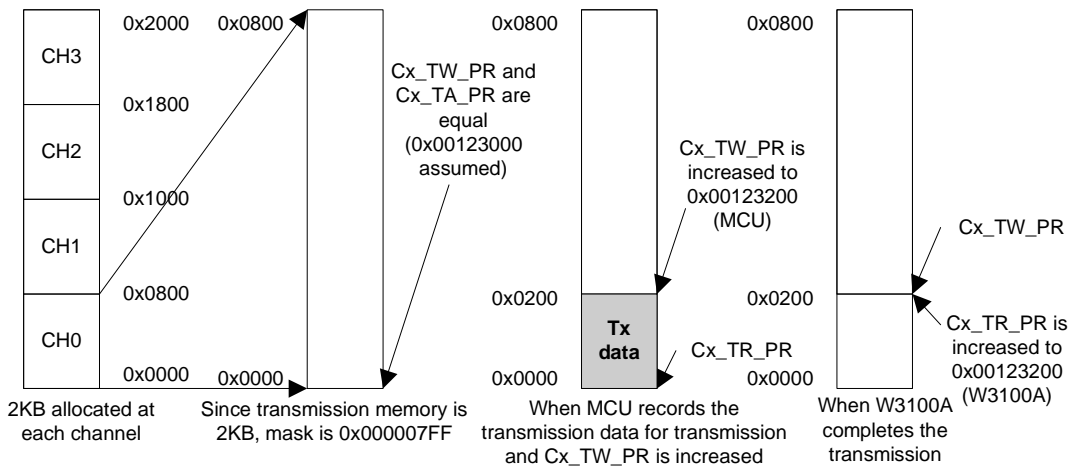 0x2000
CH3
0x1800
CH2
0x1000
CH1
0x0800
CH0
0x0000
2KB allocated at
each channel
0x0800
0x0000
Cx_TW_PR and
Cx_TA_PR are
equal
(0x00123000
assumed)
Since transmission memory is
2KB, mask is 0x000007FF
0x0800
Cx_TW_PR is
increased to
0x00123200
(MCU)
0x0200
Tx
data
Cx_TR_PR
0x0000
When MCU records the
transmission data for transmission
and Cx_TW_PR is increased
0x0800
Cx_TW_PR
0x0200
Cx_TR_PR is
increased to
0x00123200
(W3100A)
0x0000
When W3100A
completes the
transmission